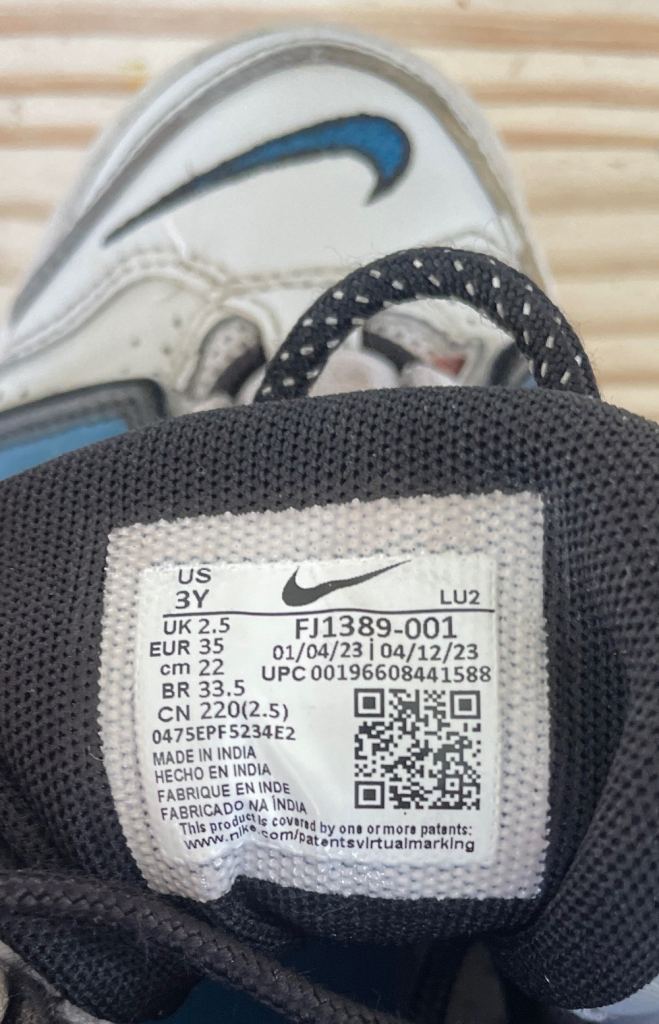 US
3Y
LU2
UK 2.5
EUR 35
cm 22
BR 33.5
CN 220(2.5)
0475EPF5234E2
FJ1389-001
01/04/23 | 04/12/23
UPC 00196608441588
MADE IN INDIA
HECHO EN INDIA
FABRIQUE EN INDE
FABRICADO NA ÍNDIA
This product is covered by one or more patents:
www.nike.com/patentsvirtualmarking